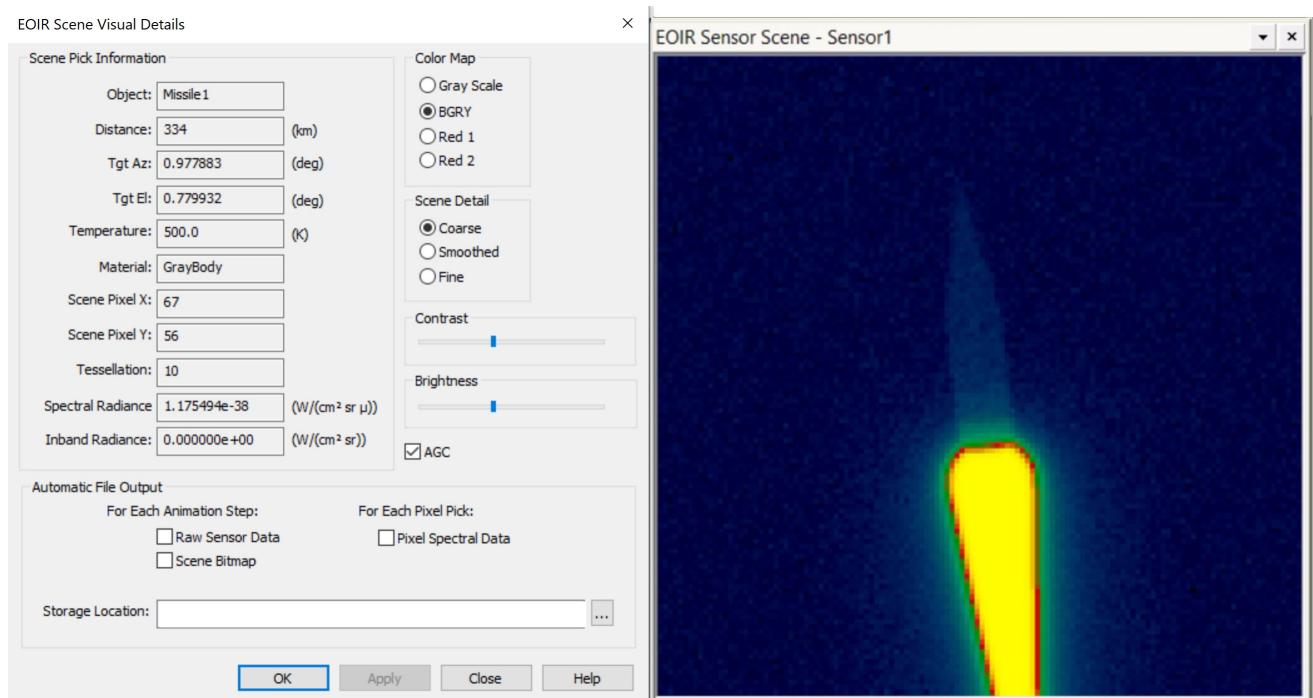 EOIR Scene Visual Details
Scene Pick Information
Object: Missile1
Distance: 334 (km)
Tgt Az: 0.977883 (deg)
Tgt El: 0.779932 (deg)
Temperature: 500.0 (K)
Material: GrayBody
Scene Pixel X: 67
Scene Pixel Y: 56
Tessellation: 10
Spectral Radiance 1.175494e-38 (W/(cm² sr µ))
Inband Radiance: 0.000000e+00 (W/(cm² sr))
Color Map
Gray Scale
BGRY
Red 1
Red 2
Scene Detail
Coarse
Smoothed
Fine
Contrast
Brightness
AGC
Automatic File Output
For Each Animation Step:
Raw Sensor Data
Scene Bitmap
For Each Pixel Pick:
Pixel Spectral Data
Storage Location: ...
OK Apply Close Help
EOIR Sensor Scene - Sensor1